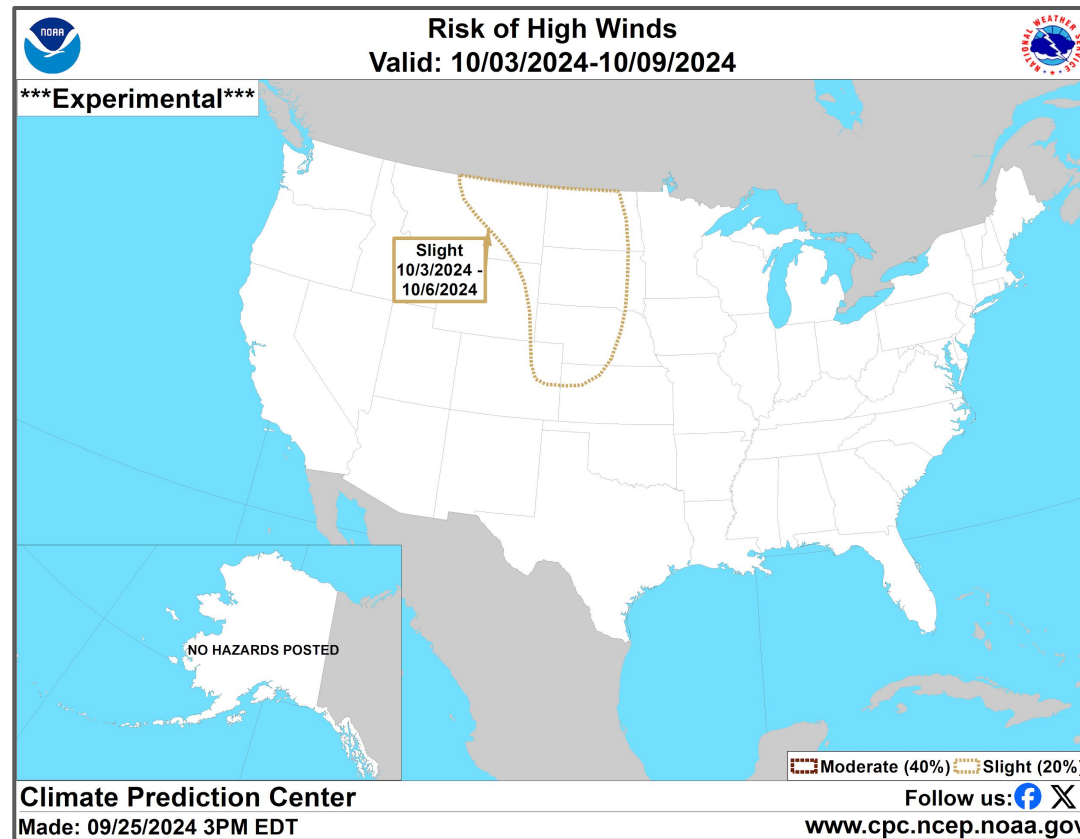 NOAA
Risk of High Winds
Valid: 10/03/2024-10/09/2024
NATIONAL WEATHER SERVICE
***Experimental***
Slight
10/3/2024 -
10/6/2024
NO HAZARDS POSTED
Moderate (40%) Slight (20%)
Climate Prediction Center
Follow us:
Made: 09/25/2024 3PM EDT
www.cpc.ncep.noaa.gov